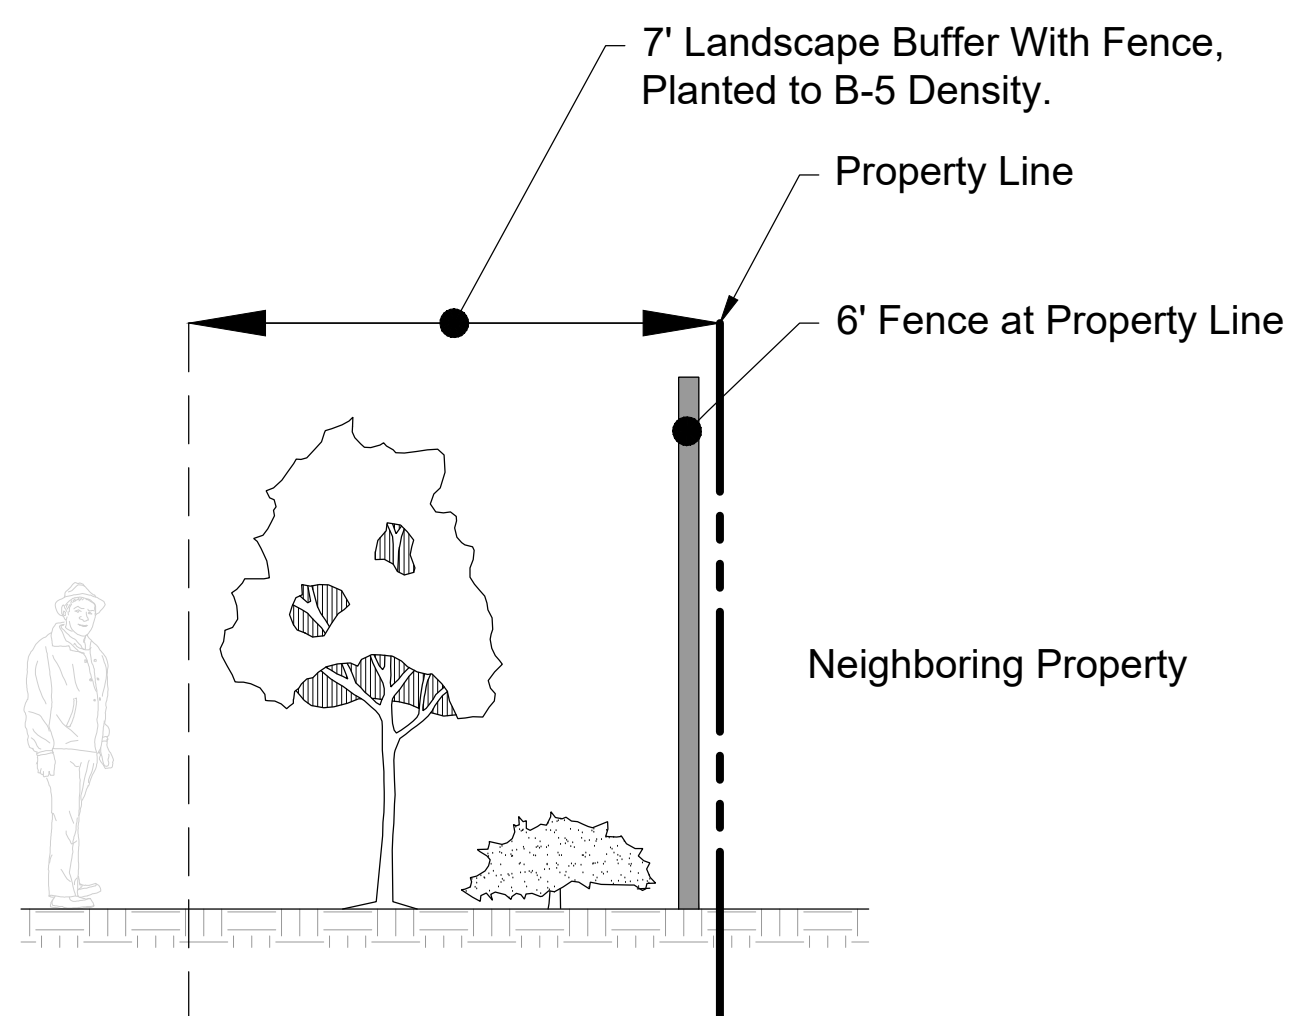 7' Landscape Buffer With Fence,
Planted to B-5 Density.
Property Line
6' Fence at Property Line
Neighboring Property